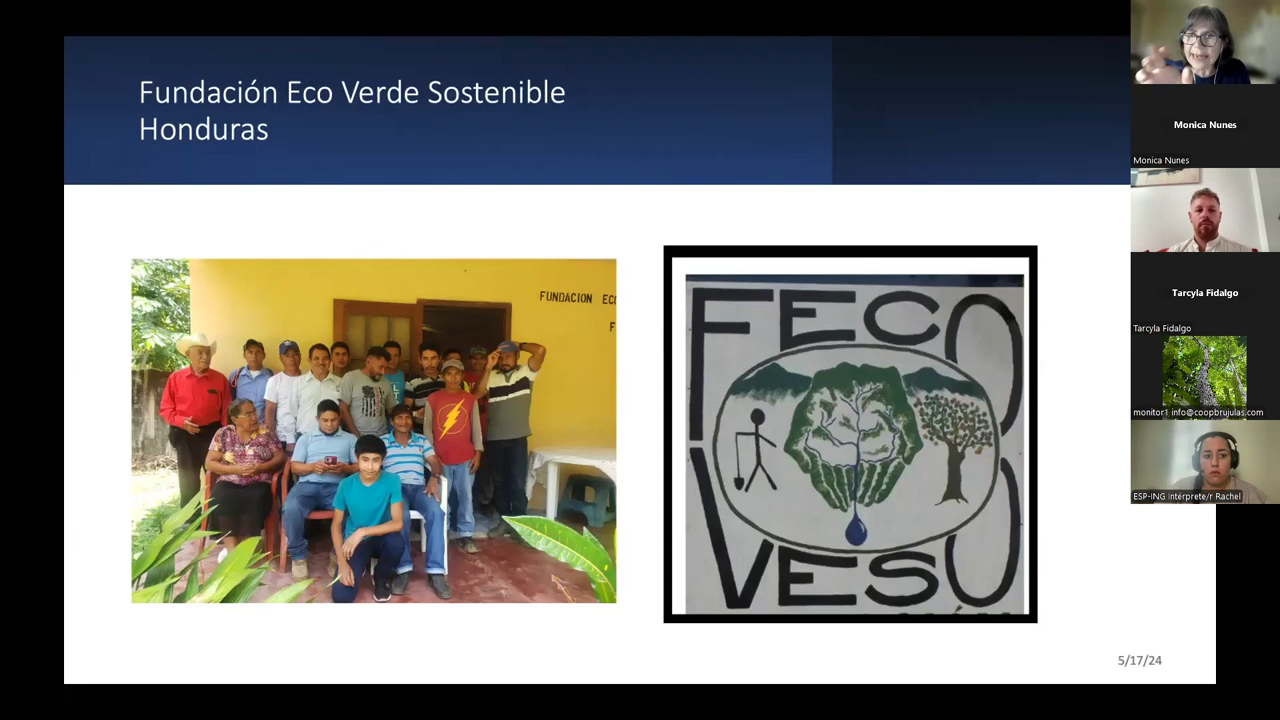 Fundación Eco Verde Sostenible
Honduras
FUNDACION
FECO
VESO
5/17/24
Monica Nunes
Monica Nunes
Tarcyla Fidalgo
Tarcyla Fidalgo
monitor1 info@coopbrujulas.com
ESP-ING Intérprete/r Rachel